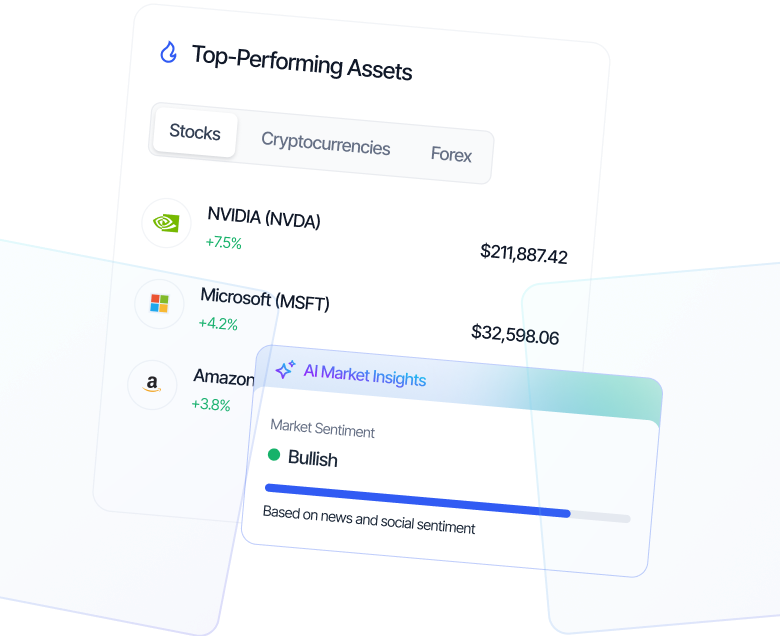 Top-Performing Assets
Stocks Cryptocurrencies Forex
NVIDIA (NVDA)
+7.5%
$211,887.42
Microsoft (MSFT)
+4.2%
$32,598.06
Amazon
+3.8%
AI Market Insights
Market Sentiment
Bullish
Based on news and social sentiment